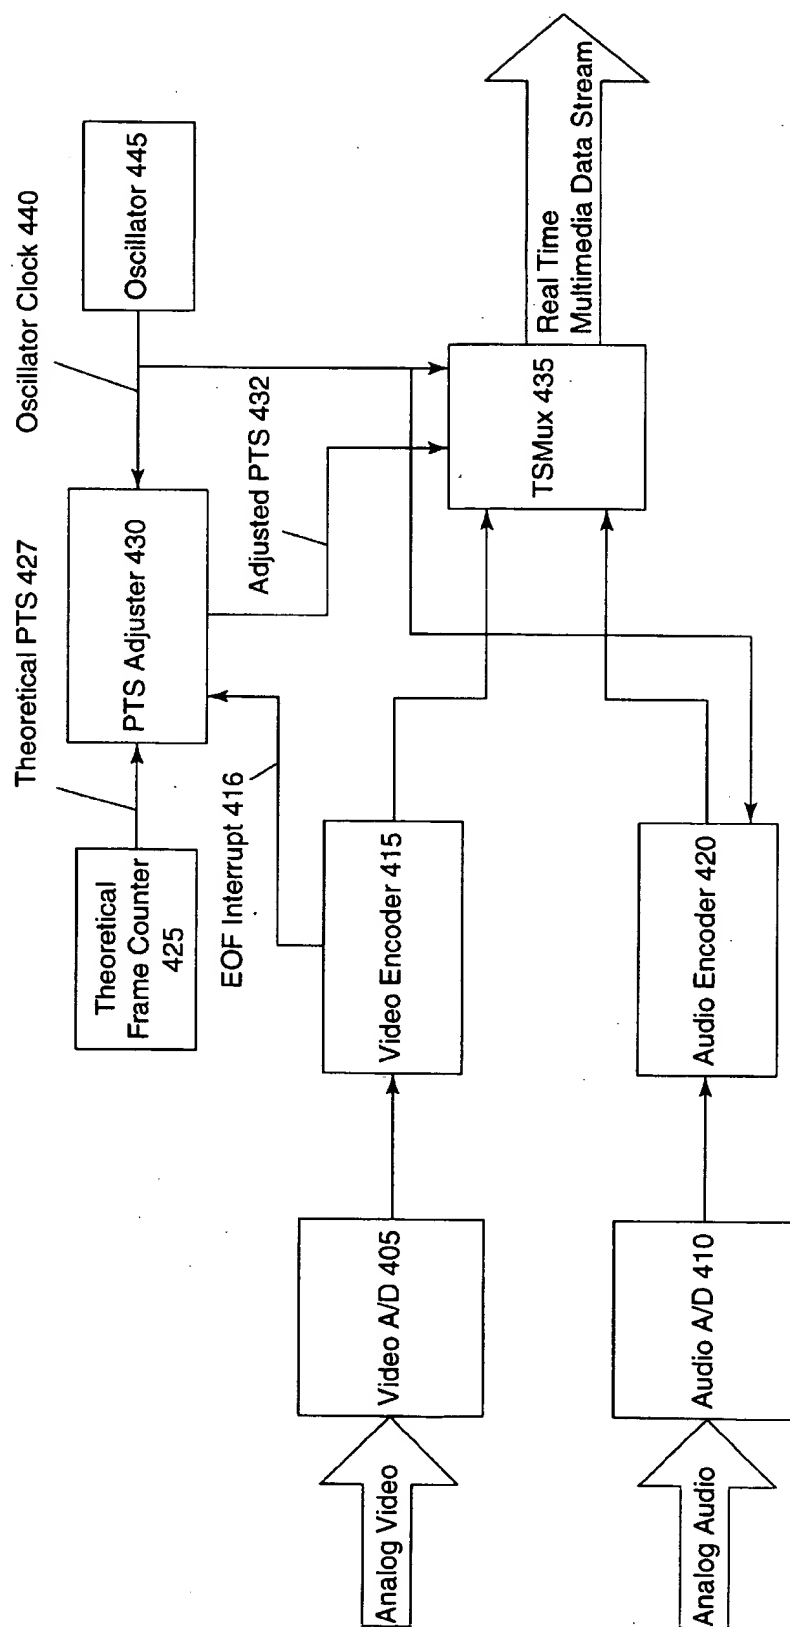 Oscillator Clock 440
Oscillator 445
Theoretical PTS 427
PTS Adjuster 430
Theoretical
Frame Counter
425
Adjusted PTS 432
EOF Interrupt 416
Real Time
Multimedia Data Stream
TSMux 435
Video Encoder 415
Audio Encoder 420
Video A/D 405
Audio A/D 410
Analog Video
Analog Audio